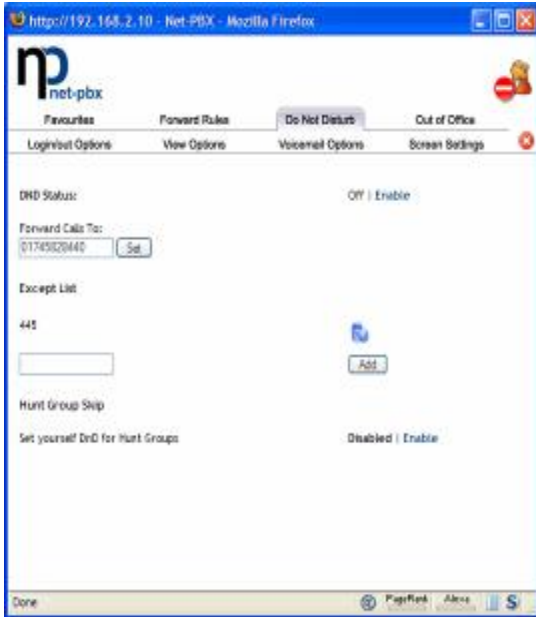 http://192.168.2.10 - Net-PBX - Mozilla Firefox
np
net-pbx
Favourites Forward Rules Do Not Disturb Out of Office
Login/out Options View Options Voicemail Options Screen Settings
DND Status: Off | Enable
Forward Calls To:
01745828440 Set
Except List
445
Add
Hunt Group Skip
Set yourself DnD for Hunt Groups Disabled | Enable
Done PageRank Alexa S